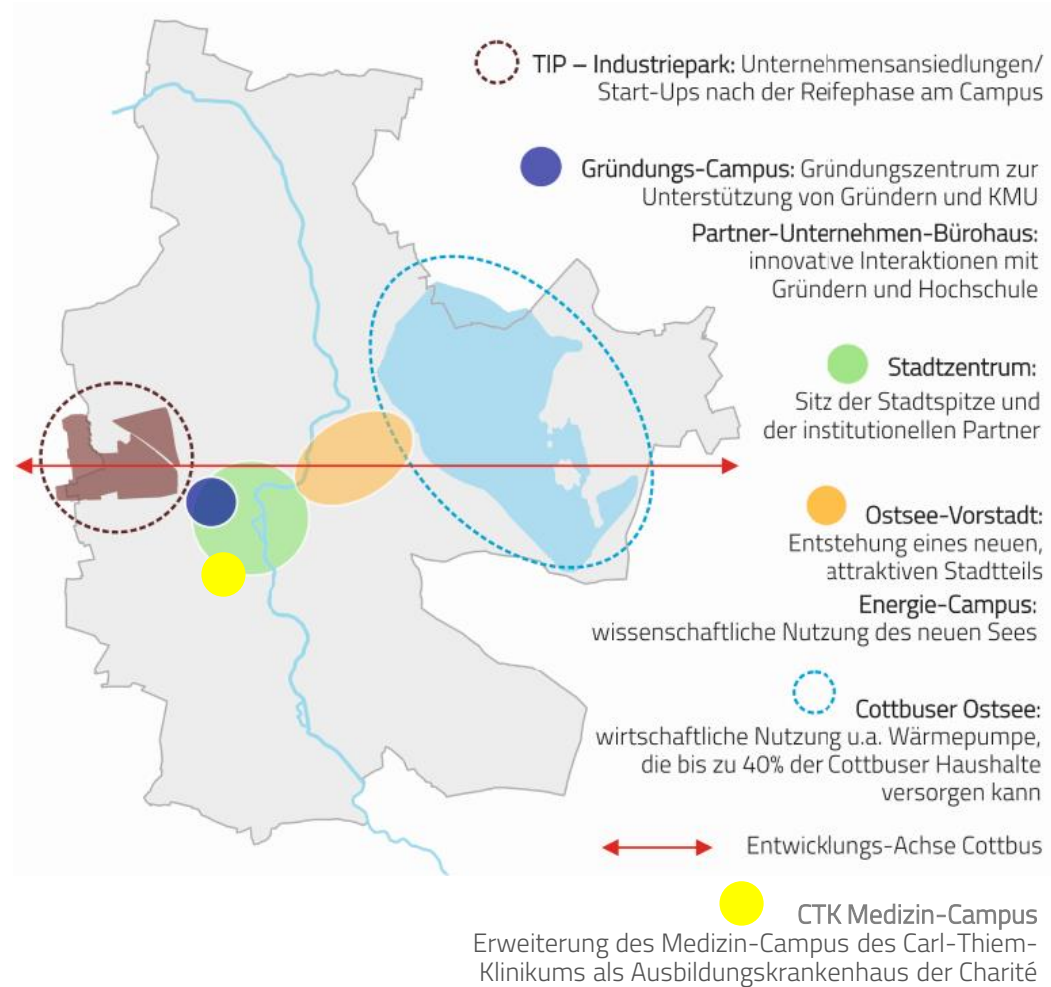 TIP – Industriepark: Unternehmensansiedlungen/
Start-Ups nach der Reifephase am Campus
Gründungs-Campus: Gründungszentrum zur
Unterstützung von Gründern und KMU
Partner-Unternehmen-Bürohaus:
innovative Interaktionen mit
Gründern und Hochschule
Stadtzentrum:
Sitz der Stadtspitze und
der institutionellen Partner
Ostsee-Vorstadt:
Entstehung eines neuen,
attraktiven Stadtteils
Energie-Campus:
wissenschaftliche Nutzung des neuen Sees
Cottbuser Ostsee:
wirtschaftliche Nutzung u.a. Wärmepumpe,
die bis zu 40% der Cottbuser Haushalte
versorgen kann
Entwicklungs-Achse Cottbus
CTK Medizin-Campus
Erweiterung des Medizin-Campus des Carl-Thiem-
Klinikums als Ausbildungskrankenhaus der Charité